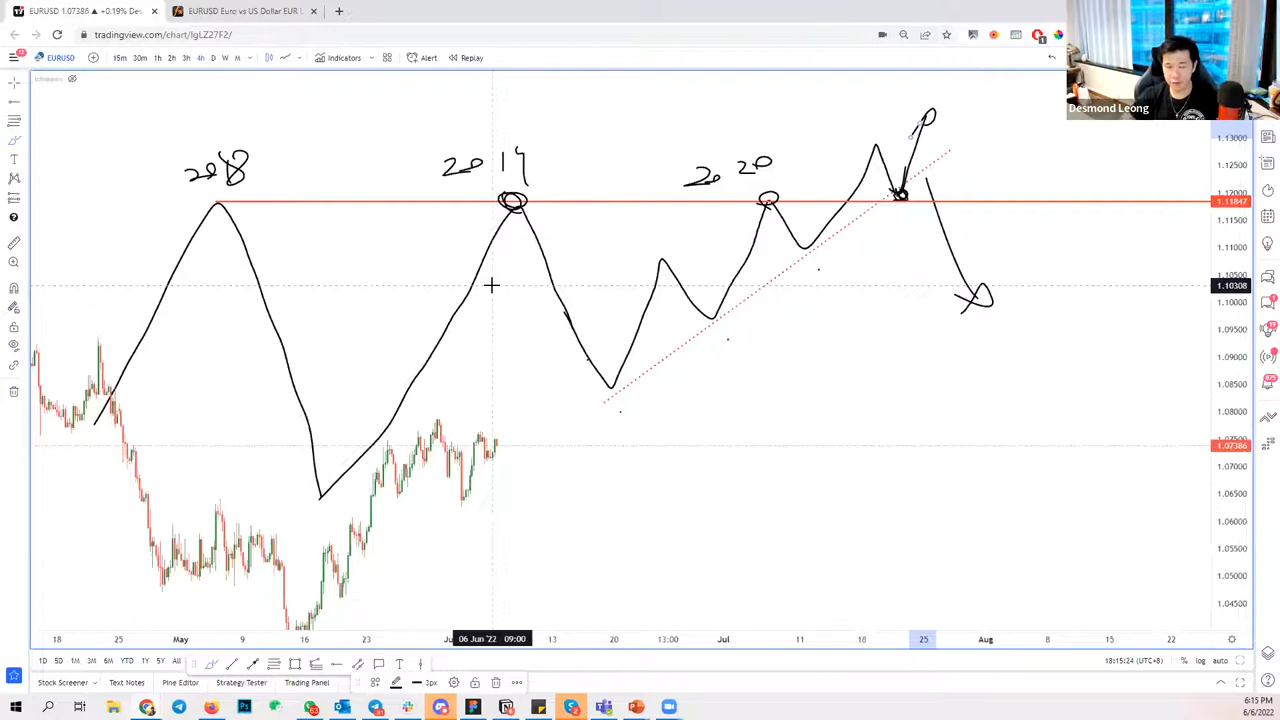 EURUSD 1.07386 ▲ +0.19% Des
EURUSD Euro vs US Dollar EUR
tradingview.com/chart/lgLZ27F2/
EURUSD
15m 30m 1h 2h 3h 4h D W M
Indicators
Alert
Replay
Desmond Leong
2014
2020
1.13000
1.12500
1.12000
1.11847
1.11500
1.11000
1.10500
1.10308
1.10000
1.09500
1.09000
1.08500
1.08000
1.07500
1.07386
1.07000
1.06500
1.06000
1.05500
1.05000
1.04500
18 25 May 9 16 23 06 Jun '22 09:00 13 20 13:00 Jul 11 18 25 Aug 8 15 22
1D 5D 1M 3M 6M YTD 1Y 5Y All
18:15:24 (UTC+8) % log auto
3px
Stock Screener Text Notes Pine Editor Strategy Tester Trading Panel
6:15 PM
6/6/2022